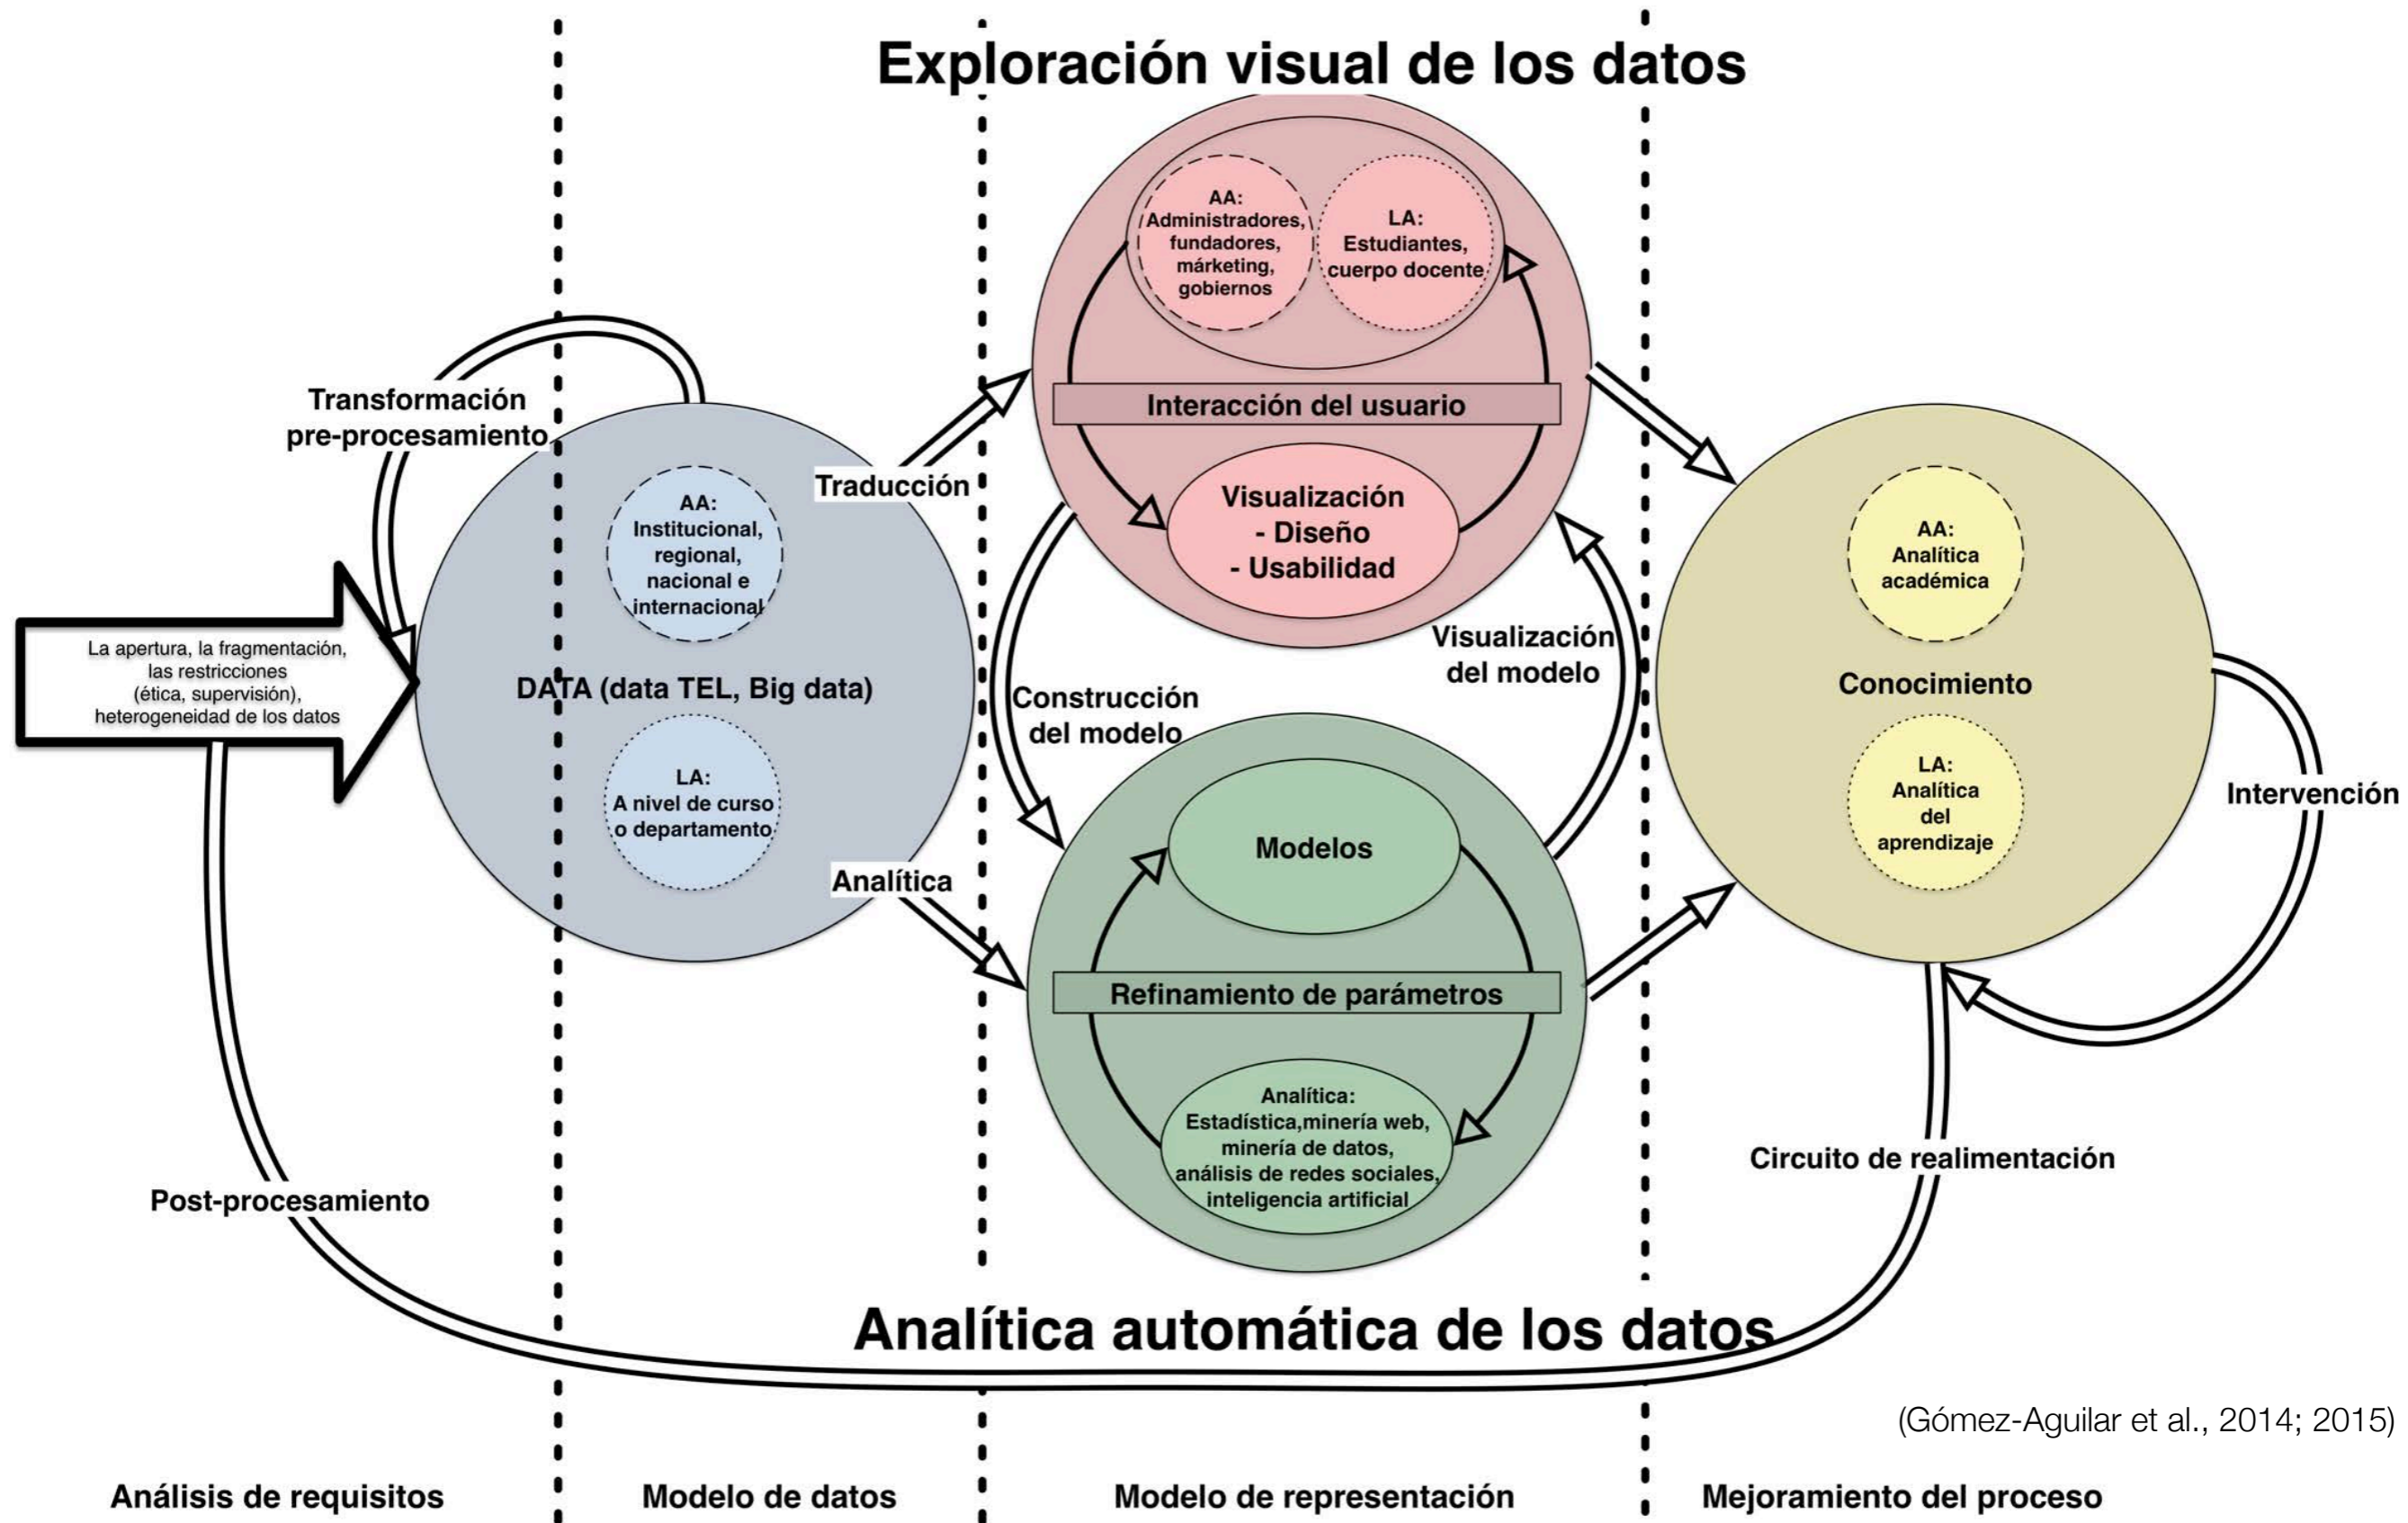 Exploración visual de los datos
AA:
Administradores,
fundadores,
márketing,
gobiernos
LA:
Estudiantes,
cuerpo docente
Interacción del usuario
Visualización
- Diseño
- Usabilidad
Transformación
pre-procesamiento
Traducción
AA:
Institucional,
regional,
nacional e
internacional
La apertura, la fragmentación,
las restricciones
(ética, supervisión),
heterogeneidad de los datos
DATA (data TEL, Big data)
LA:
A nivel de curso
o departamento
Analítica
Construcción
del modelo
Visualización
del modelo
Modelos
Refinamiento de parámetros
Analítica:
Estadística,minería web,
minería de datos,
análisis de redes sociales,
inteligencia artificial
AA:
Analítica
académica
Conocimiento
LA:
Analítica
del
aprendizaje
Intervención
Circuito de realimentación
Post-procesamiento
Analítica automática de los datos
(Gómez-Aguilar et al., 2014; 2015)
Análisis de requisitos
Modelo de datos
Modelo de representación
Mejoramiento del proceso